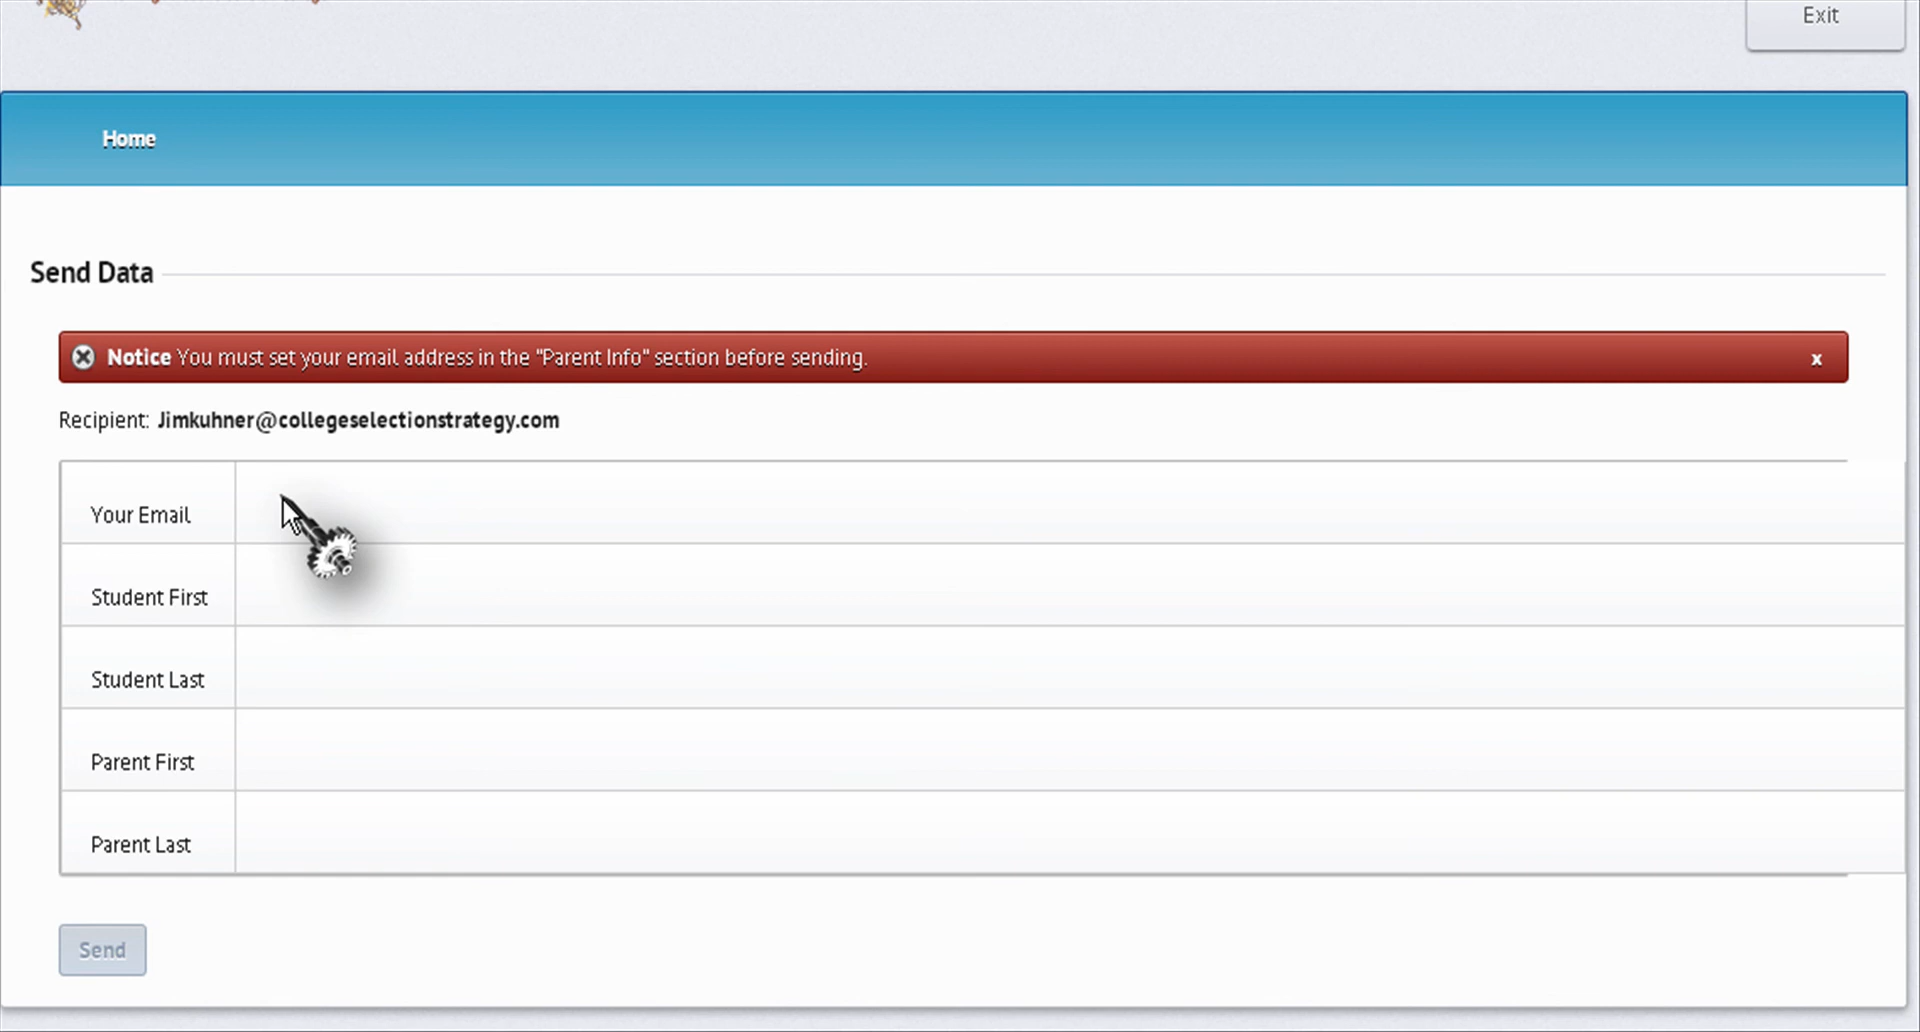 Exit
Home
Send Data
Notice You must set your email address in the "Parent Info" section before sending.
x
Recipient: Jimkuhner@collegeselectionstrategy.com
Your Email
Student First
Student Last
Parent First
Parent Last
Send